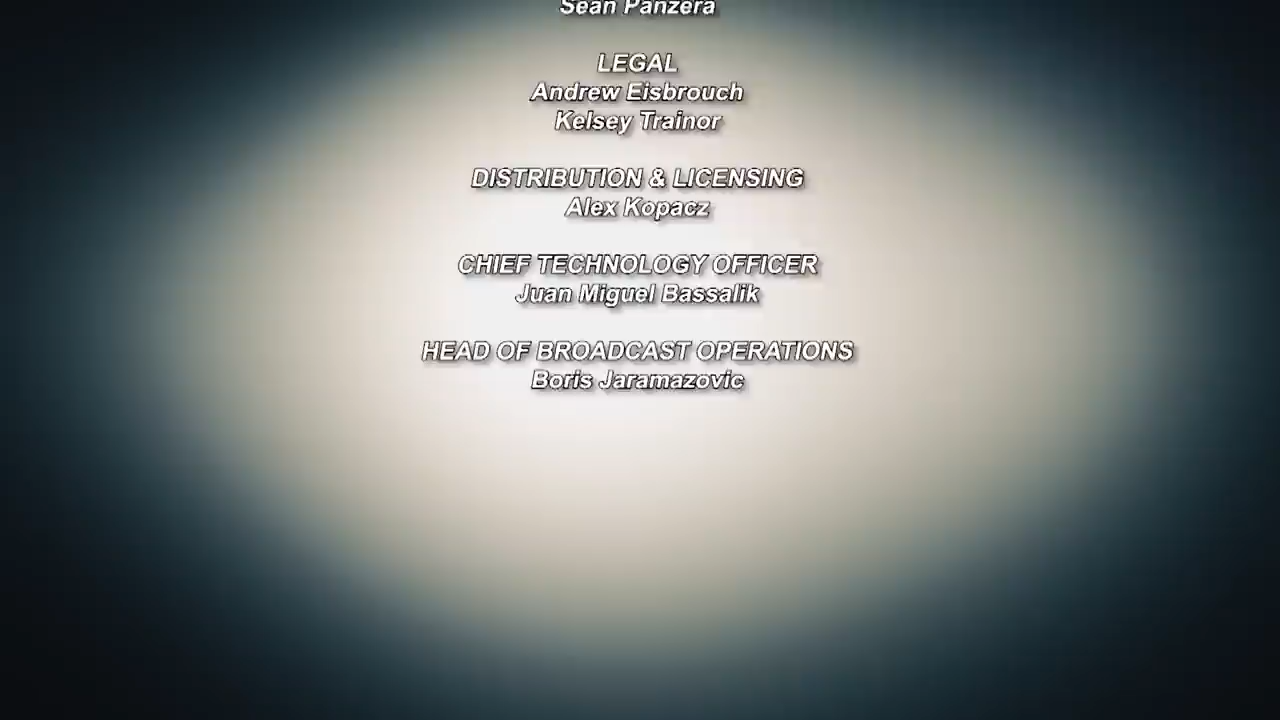 Sean Panzera
LEGAL
Andrew Eisbrouch
Kelsey Trainor
DISTRIBUTION & LICENSING
Alex Kopacz
CHIEF TECHNOLOGY OFFICER
Juan Miguel Bassalik
HEAD OF BROADCAST OPERATIONS
Boris Jaramazovic